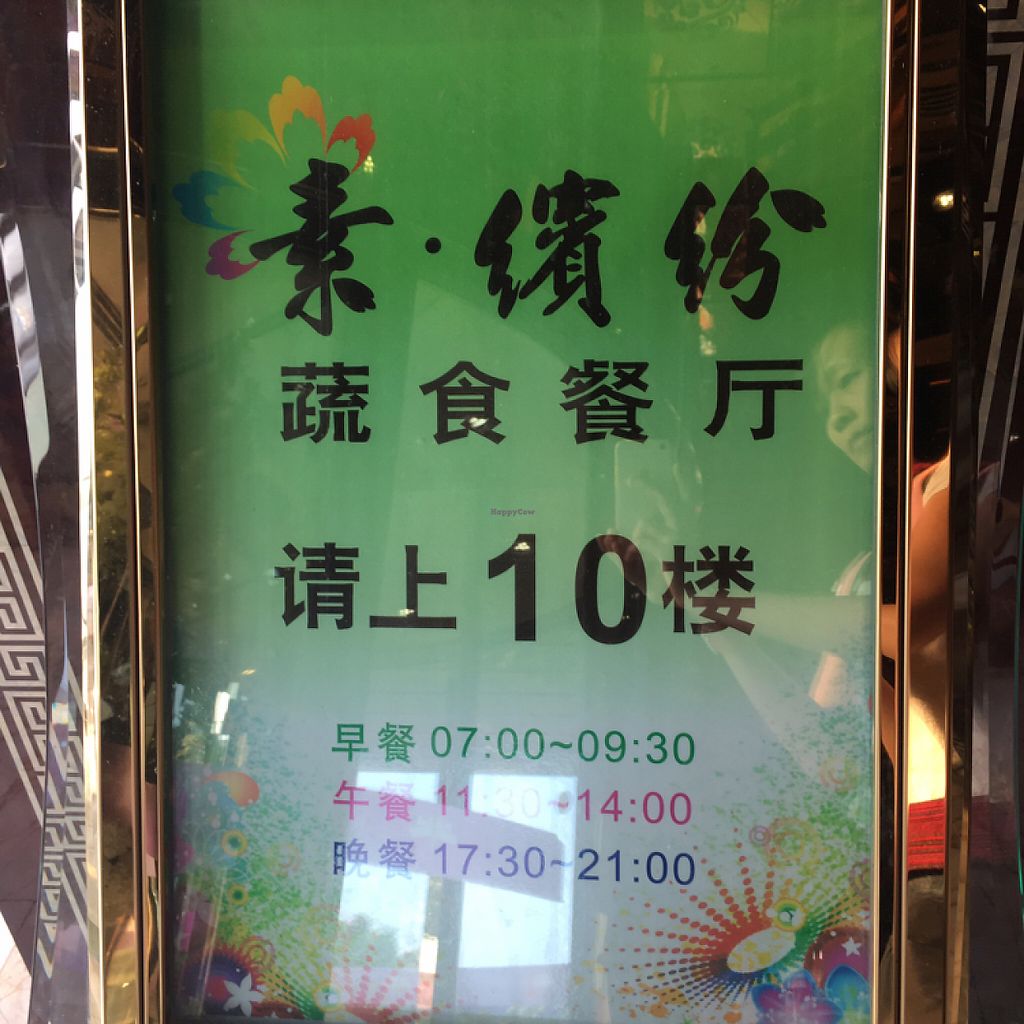 素·缤纷
蔬食餐厅
HappyCow
请上10楼
早餐 07:00~09:30
午餐 11:30~14:00
晚餐 17:30~21:00